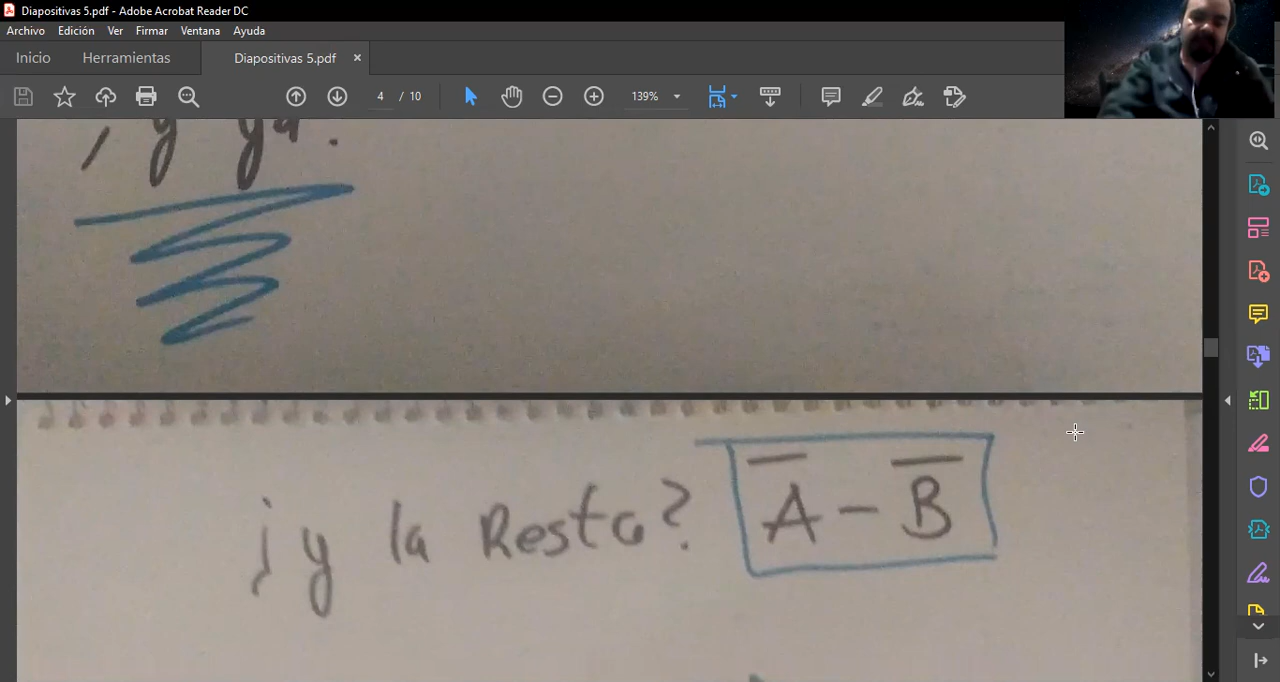 Diapositivas 5.pdf - Adobe Acrobat Reader DC
Archivo Edición Ver Firmar Ventana Ayuda
Inicio Herramientas Diapositivas 5.pdf ×
4 / 10 139%
, y ya.
¿y la Resta? A̅ - B̅